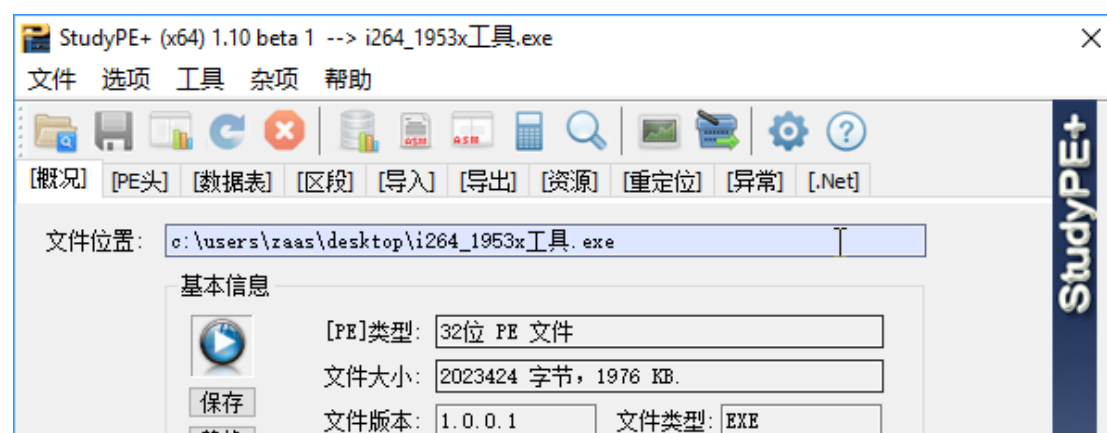 StudyPE+ (x64) 1.10 beta 1 --> i264_1953x工具.exe
文件 选项 工具 杂项 帮助
ASM ASM
[概况] [PE头] [数据表] [区段] [导入] [导出] [资源] [重定位] [异常] [.Net]
StudyPE+
文件位置: c:\users\zaas\desktop\i264_1953x工具.exe
基本信息
[PE]类型: 32位 PE 文件
文件大小: 2023424 字节, 1976 KB.
保存
文件版本: 1.0.0.1 文件类型: EXE